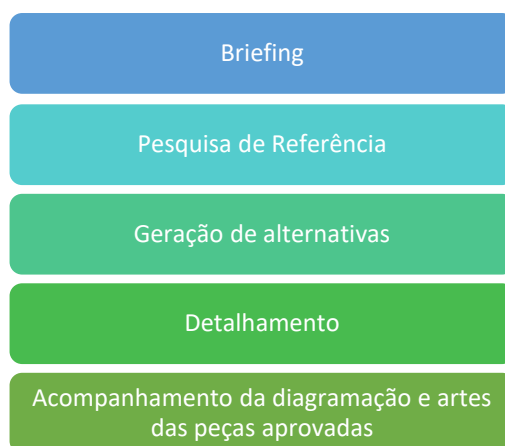 Briefing
Pesquisa de Referência
Geração de alternativas
Detalhamento
Acompanhamento da diagramação e artes
das peças aprovadas